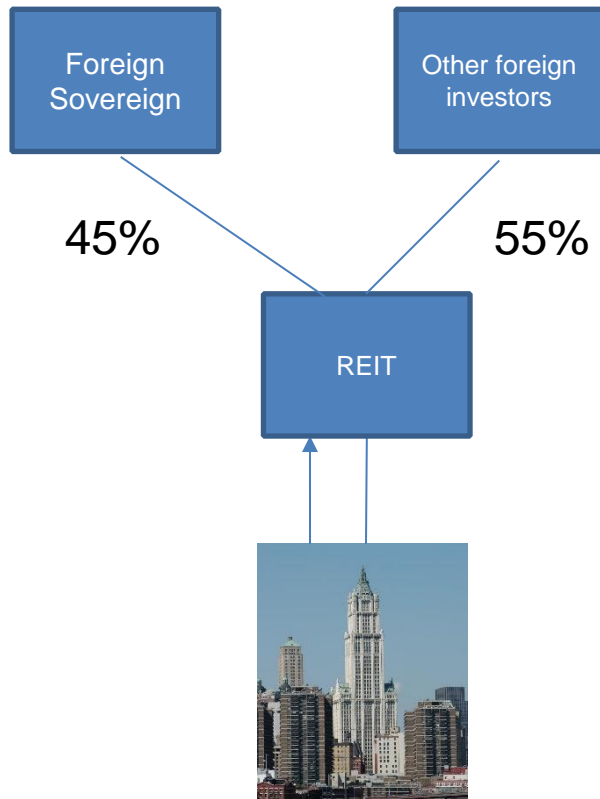 Foreign
Sovereign
Other foreign
investors
45%
55%
REIT